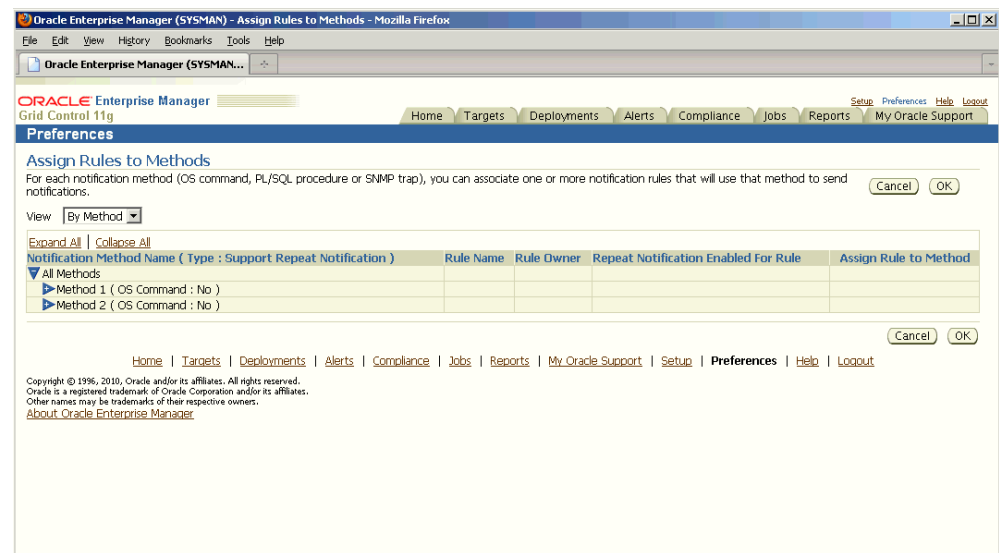 Oracle Enterprise Manager (SYSMAN) - Assign Rules to Methods - Mozilla Firefox
File Edit View History Bookmarks Tools Help
Oracle Enterprise Manager (SYSMAN...
ORACLE Enterprise Manager
Grid Control 11g
Setup Preferences Help Logout
Home Targets Deployments Alerts Compliance Jobs Reports My Oracle Support
Preferences
Assign Rules to Methods
For each notification method (OS command, PL/SQL procedure or SNMP trap), you can associate one or more notification rules that will use that method to send
notifications.
Cancel OK
View By Method
Expand All | Collapse All
Notification Method Name ( Type : Support Repeat Notification ) Rule Name Rule Owner Repeat Notification Enabled For Rule Assign Rule to Method
All Methods
Method 1 ( OS Command : No )
Method 2 ( OS Command : No )
Cancel OK
Home | Targets | Deployments | Alerts | Compliance | Jobs | Reports | My Oracle Support | Setup | Preferences | Help | Logout
Copyright © 1996, 2010, Oracle and/or its affiliates. All rights reserved.
Oracle is a registered trademark of Oracle Corporation and/or its affiliates.
Other names may be trademarks of their respective owners.
About Oracle Enterprise Manager